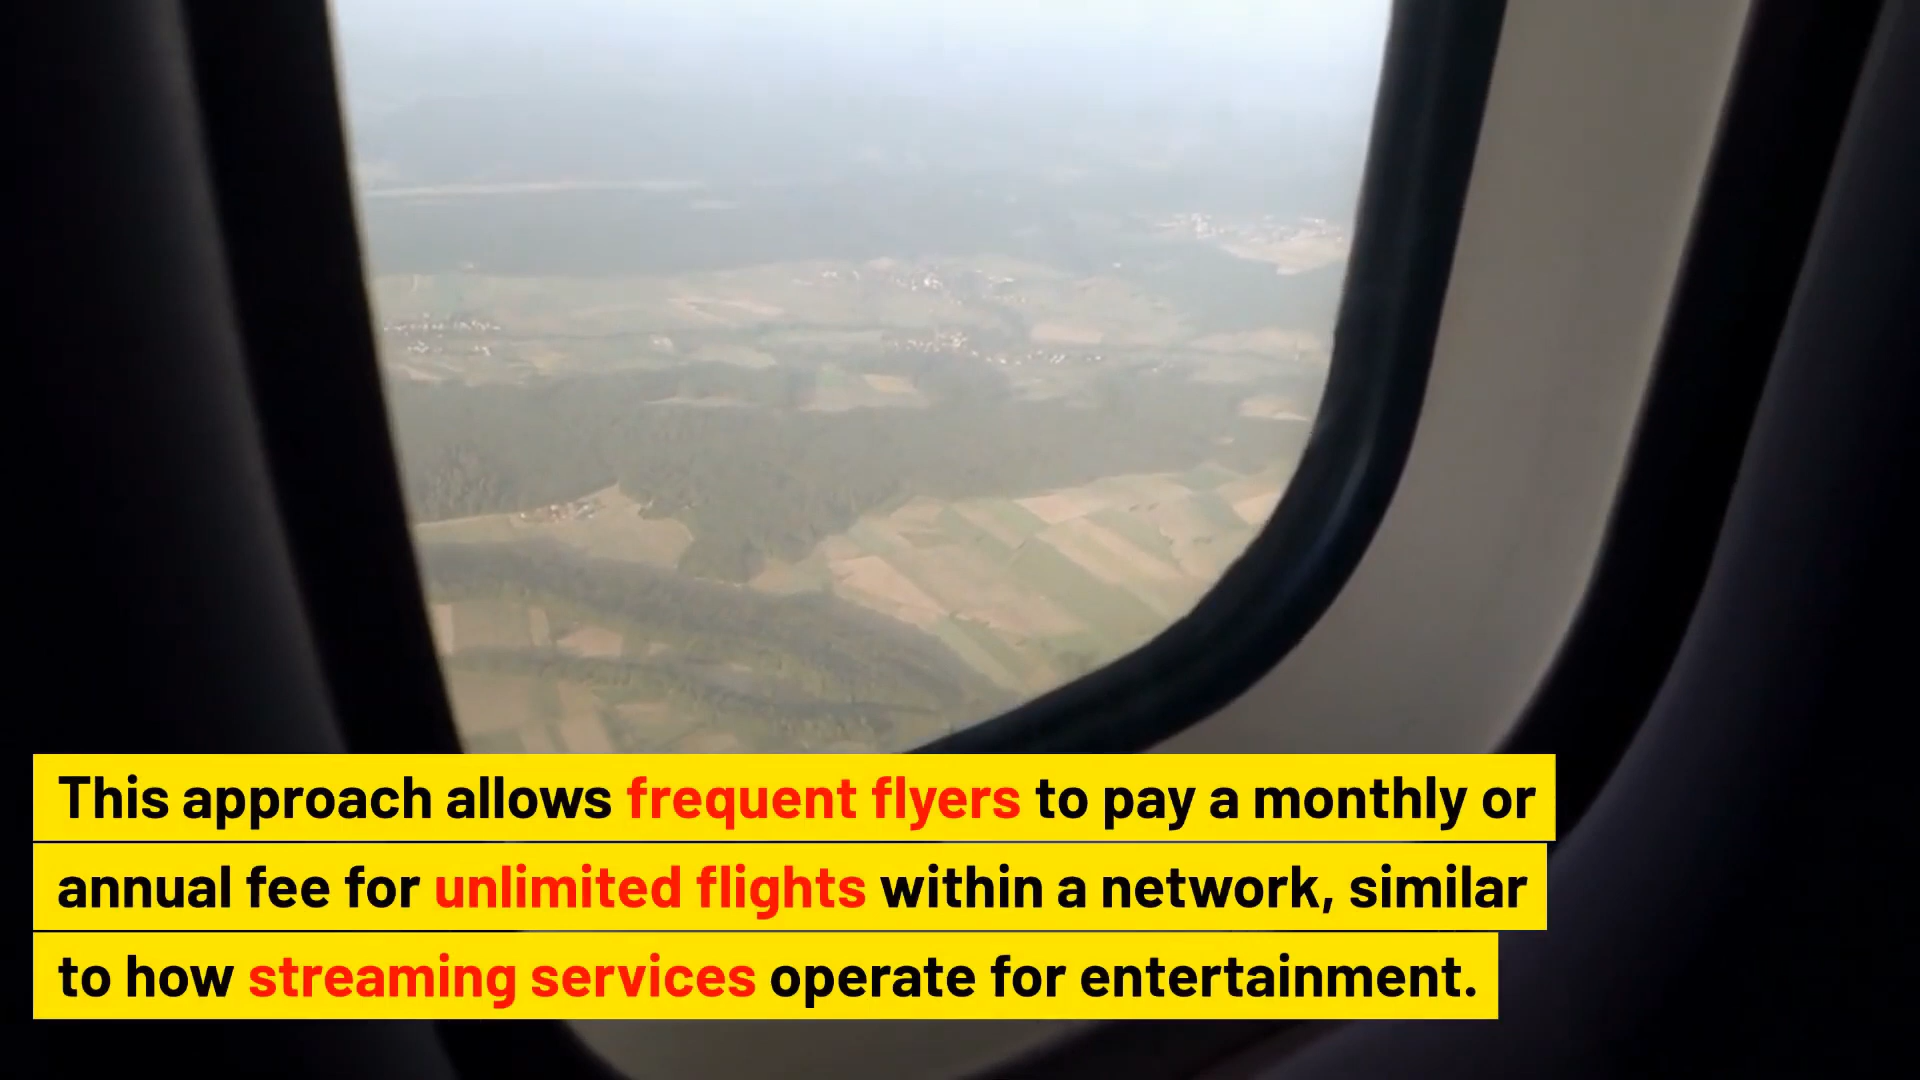 This approach allows frequent flyers to pay a monthly or
annual fee for unlimited flights within a network, similar
to how streaming services operate for entertainment.